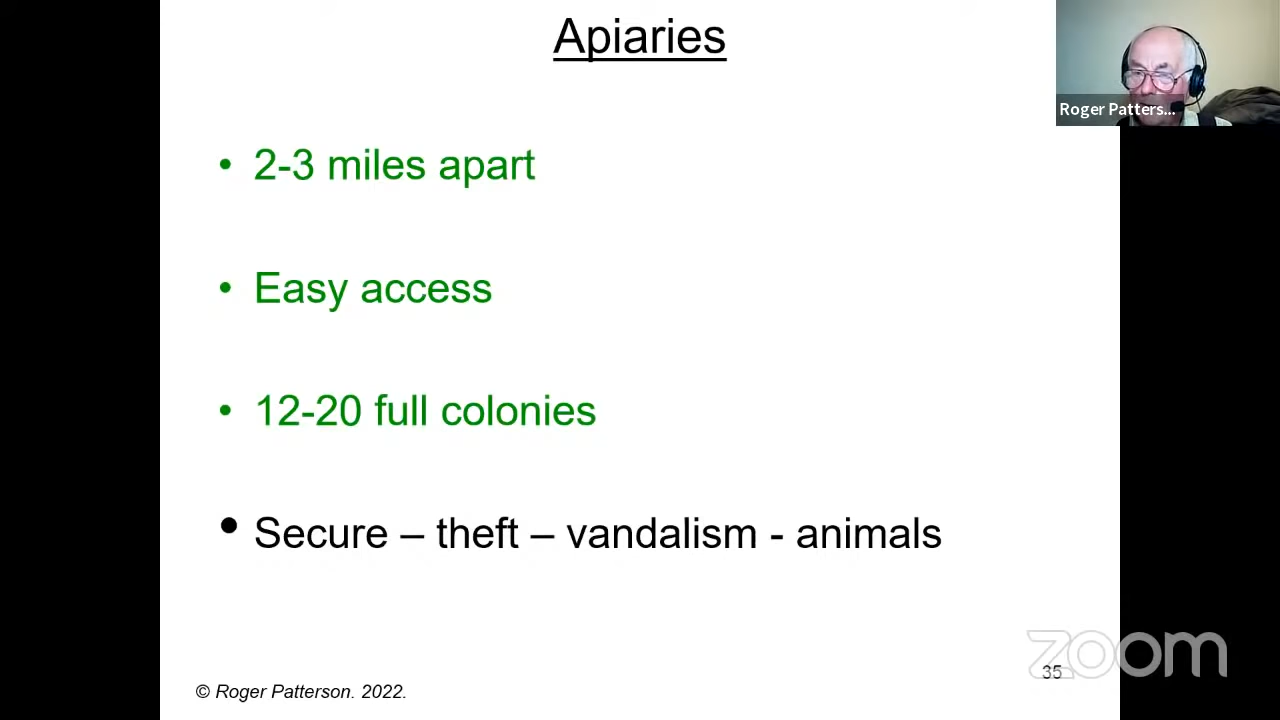 Apiaries
Roger Patters...
• 2-3 miles apart
• Easy access
• 12-20 full colonies
• Secure – theft – vandalism - animals
zoom
35
© Roger Patterson. 2022.